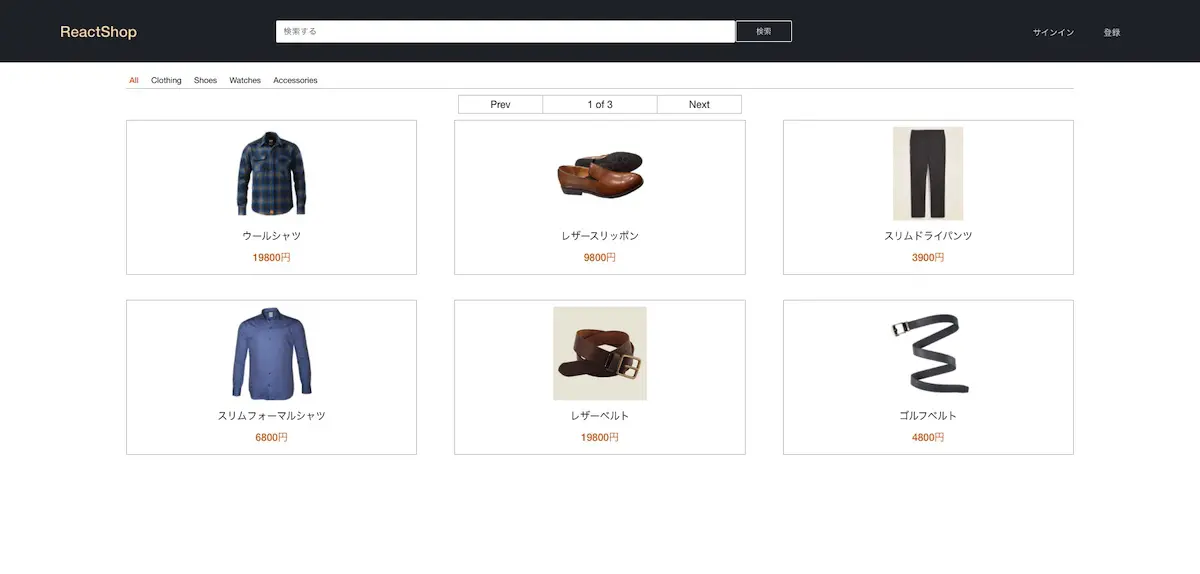 ReactShop
検索する
検索
サインイン
登録
All Clothing Shoes Watches Accessories
Prev 1 of 3 Next
ウールシャツ
19800円
レザースリッポン
9800円
スリムドライパンツ
3900円
スリムフォーマルシャツ
6800円
レザーベルト
19800円
ゴルフベルト
4800円